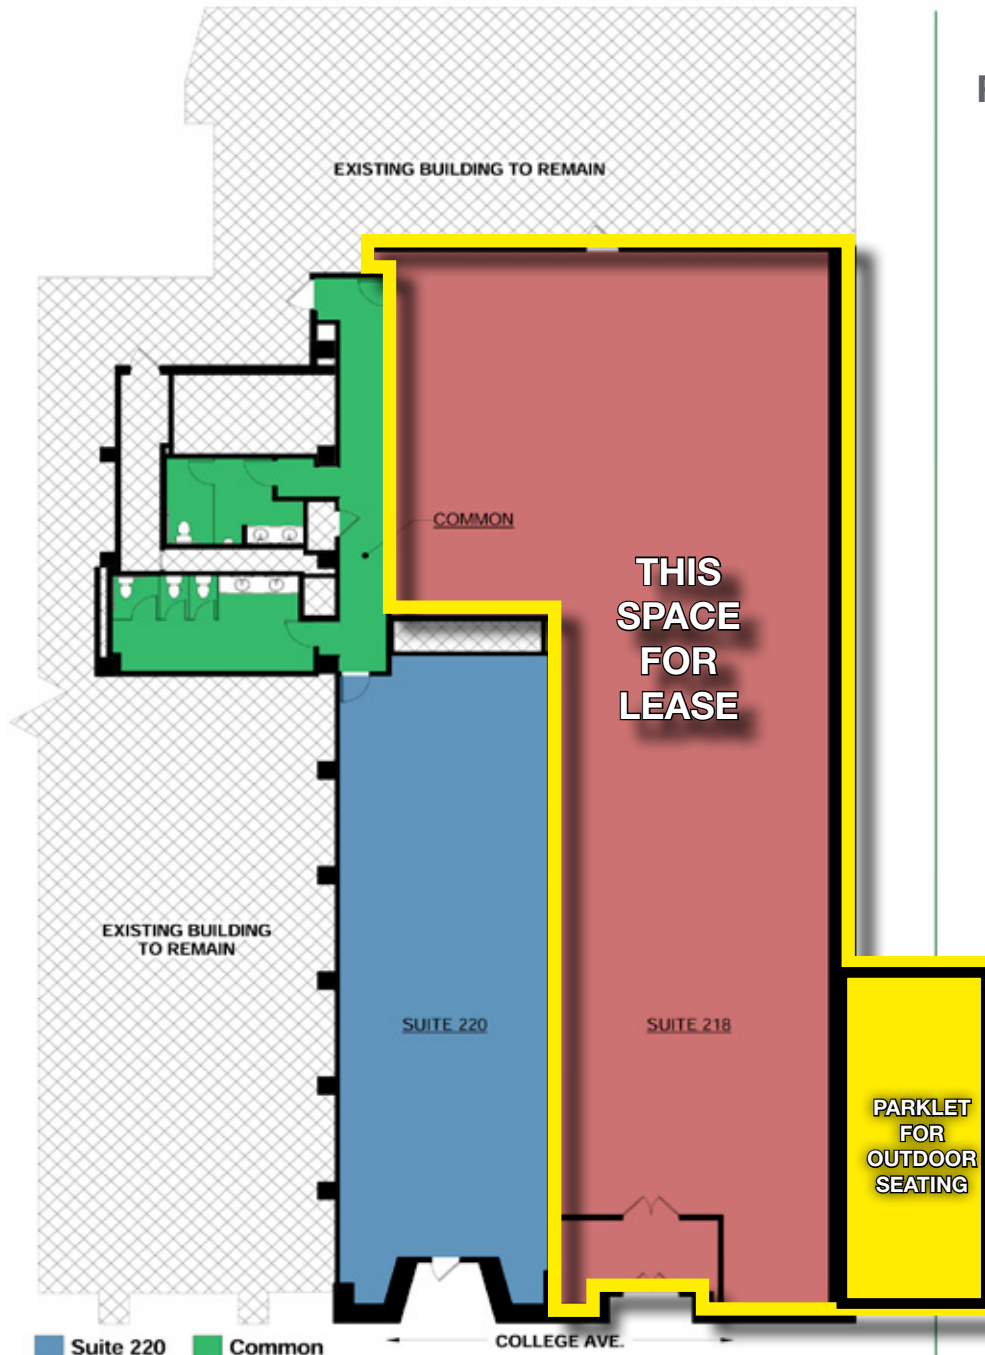 EXISTING BUILDING TO REMAIN
COMMON
THIS
SPACE
FOR
LEASE
EXISTING BUILDING
TO REMAIN
SUITE 220
SUITE 218
PARKLET
FOR
OUTDOOR
SEATING
COLLEGE AVE.
Suite 220
Common